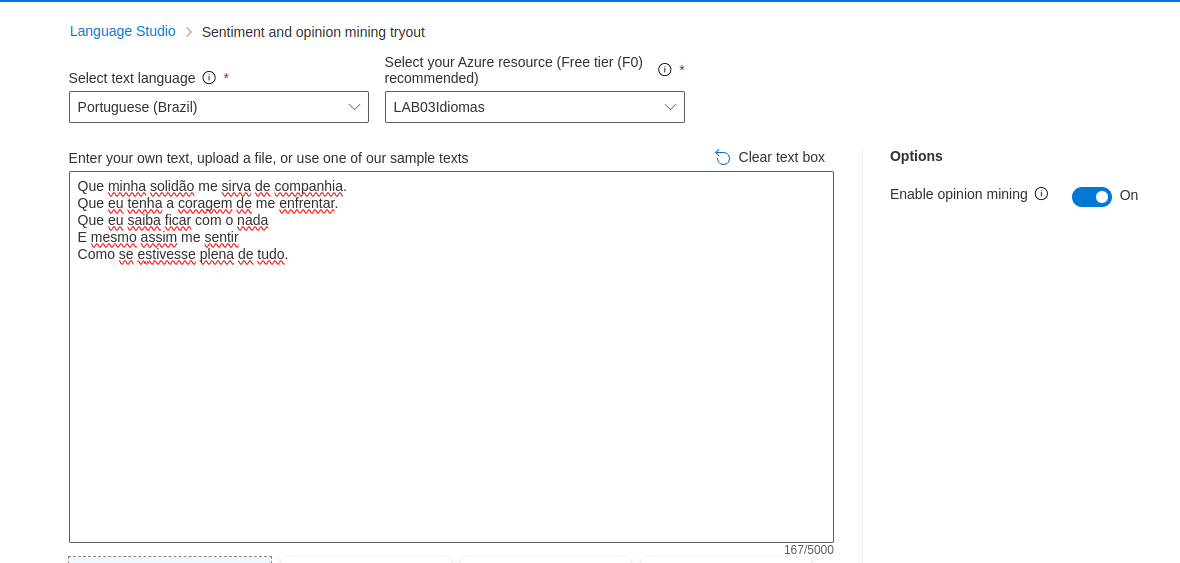 Language Studio > Sentiment and opinion mining tryout
Select text language *
Select your Azure resource (Free tier (F0) recommended) *
Portuguese (Brazil)
LAB03Idiomas
Enter your own text, upload a file, or use one of our sample texts
Clear text box
Que minha solidão me sirva de companhia.
Que eu tenha a coragem de me enfrentar.
Que eu saiba ficar com o nada
E mesmo assim me sentir
Como se estivesse plena de tudo.
167/5000
Options
Enable opinion mining On